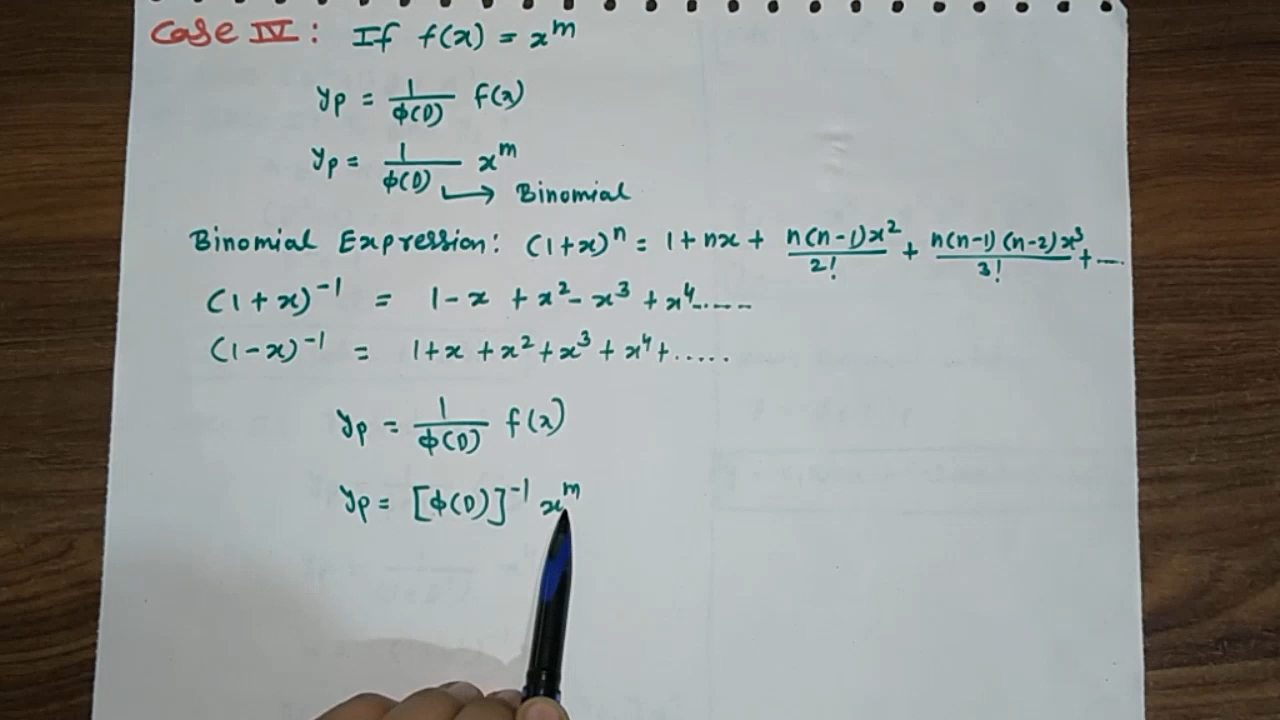 Case IV: If f(x) = x^m
yp = 1/ϕ(D) f(x)
yp = 1/ϕ(D) x^m
→ Binomial
Binomial Expression: (1+x)^n = 1 + nx + n(n-1)x^2/2! + n(n-1)(n-2)x^3/3! + ....
(1+x)^-1 = 1 - x + x^2 - x^3 + x^4 .....
(1-x)^-1 = 1 + x + x^2 + x^3 + x^4 + .....
yp = 1/ϕ(D) f(x)
yp = [ϕ(D)]^-1 x^m